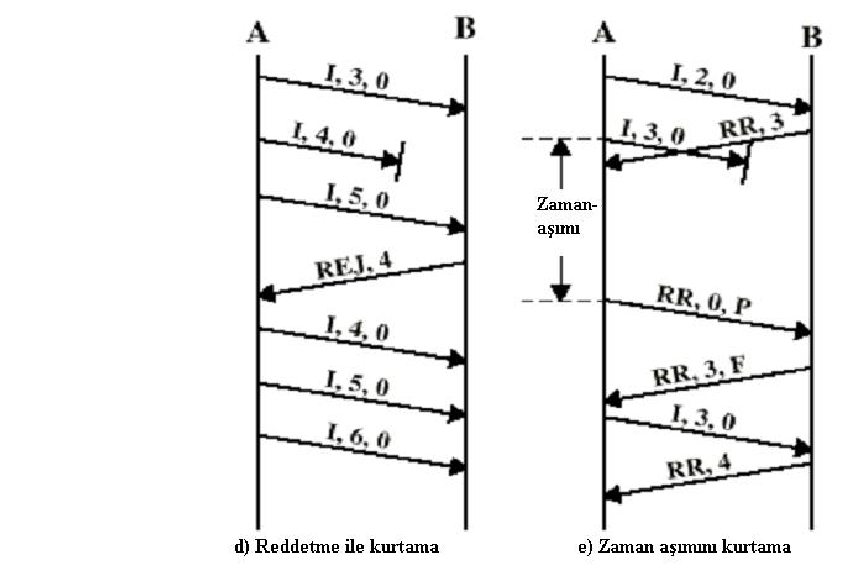 A
B
I, 3, 0
I, 4, 0
I, 5, 0
REJ, 4
I, 4, 0
I, 5, 0
I, 6, 0
d) Reddetme ile kurtama
A
B
I, 2, 0
RR, 3
I, 3, 0
Zaman-
aşımı
RR, 0, P
RR, 3, F
I, 3, 0
RR, 4
e) Zaman aşımını kurtama